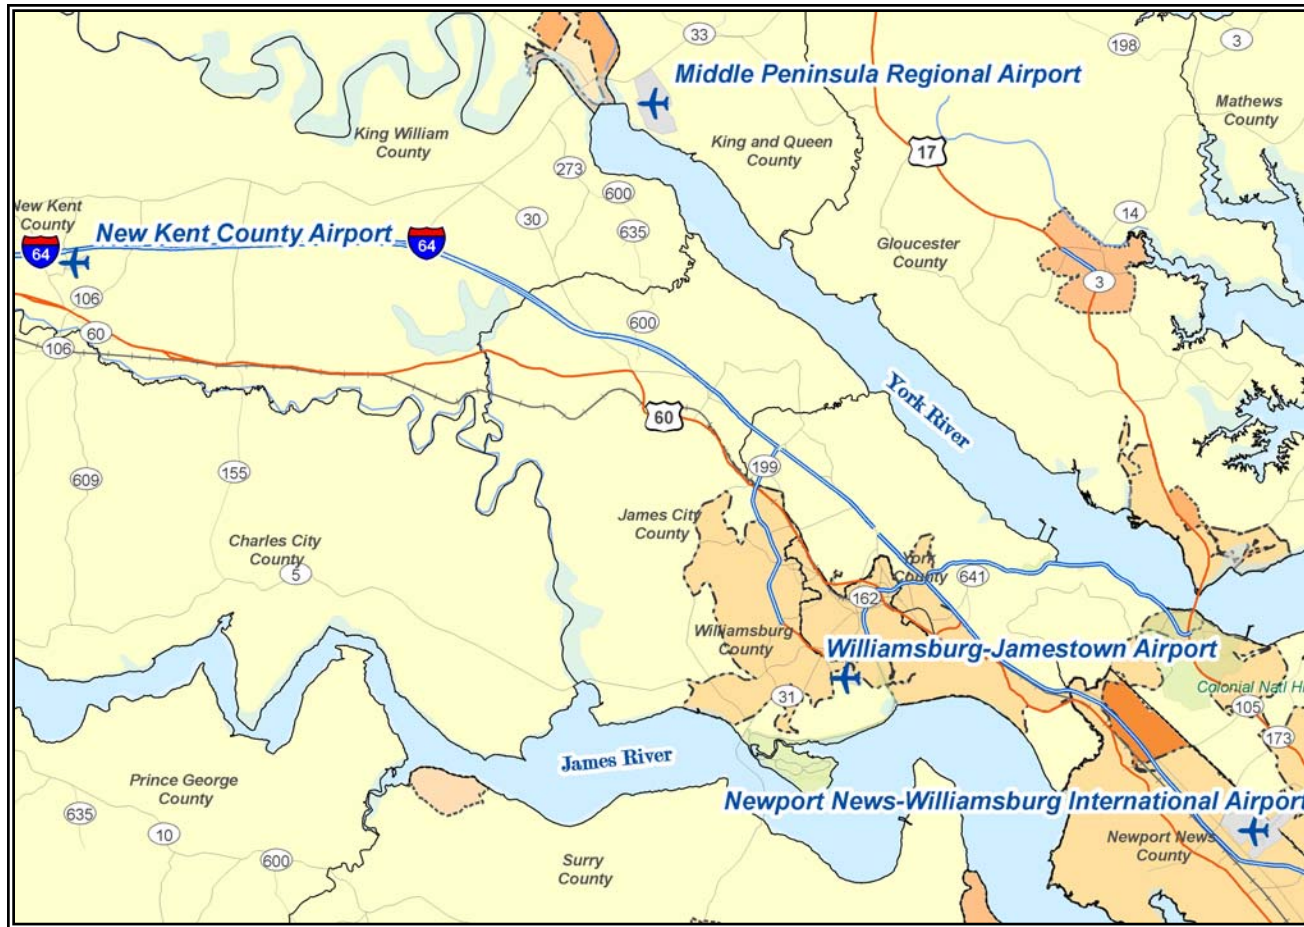 33
198
3
Middle Peninsula Regional Airport
Mathews
County
King William
County
King and Queen
County
17
273
600
New Kent
County
30
14
635
New Kent County Airport
64
64
Gloucester
County
3
106
60
106
600
York River
60
199
155
609
James City
County
Charles City
County
5
York
County
641
162
Williamsburg
County
Williamsburg-Jamestown Airport
31
Colonial Natl Hi
105
173
James River
Prince George
County
635
10
600
Newport News-Williamsburg International Airport
Newport News
County
Surry
County